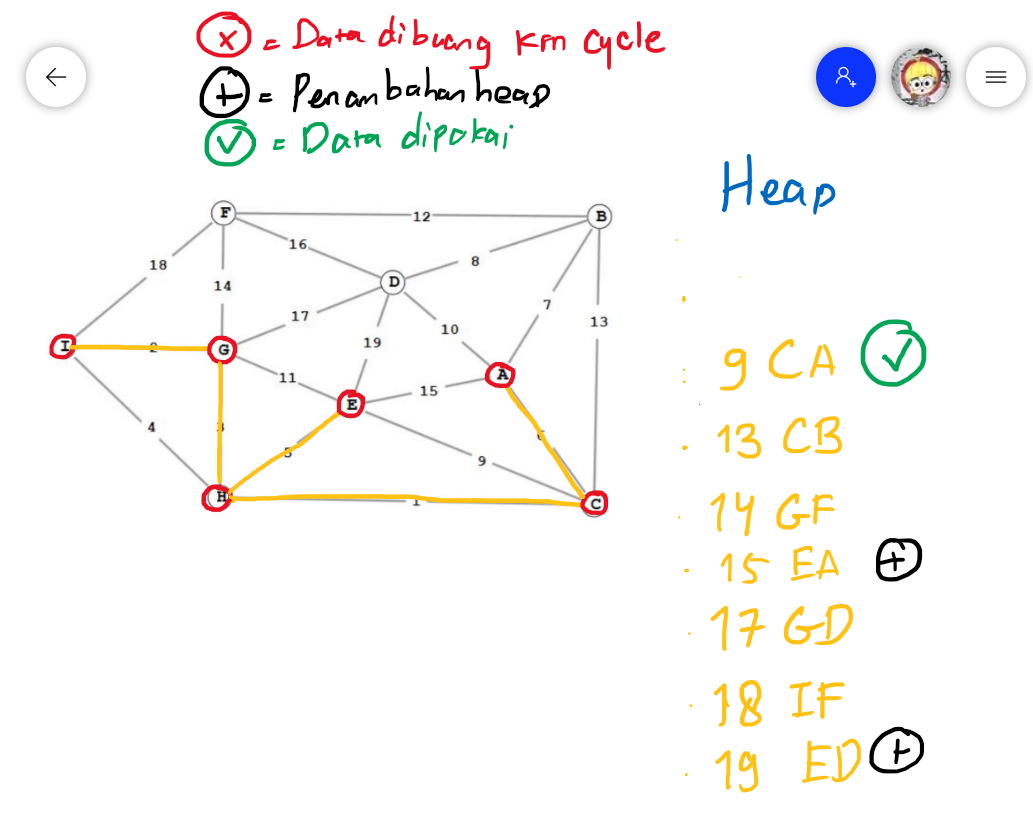 X = Data dibuang krn cycle
+ = Penambahan heap
✓ = Data dipakai
Heap
F 12 B
16
8
18
D
14
7
17
10
13
19
I 2 G
A
11
15
E
4
3
6
5
9
H 1 C
9 CA ✓
13 CB
14 GF
15 EA +
17 GD
18 IF
19 ED +